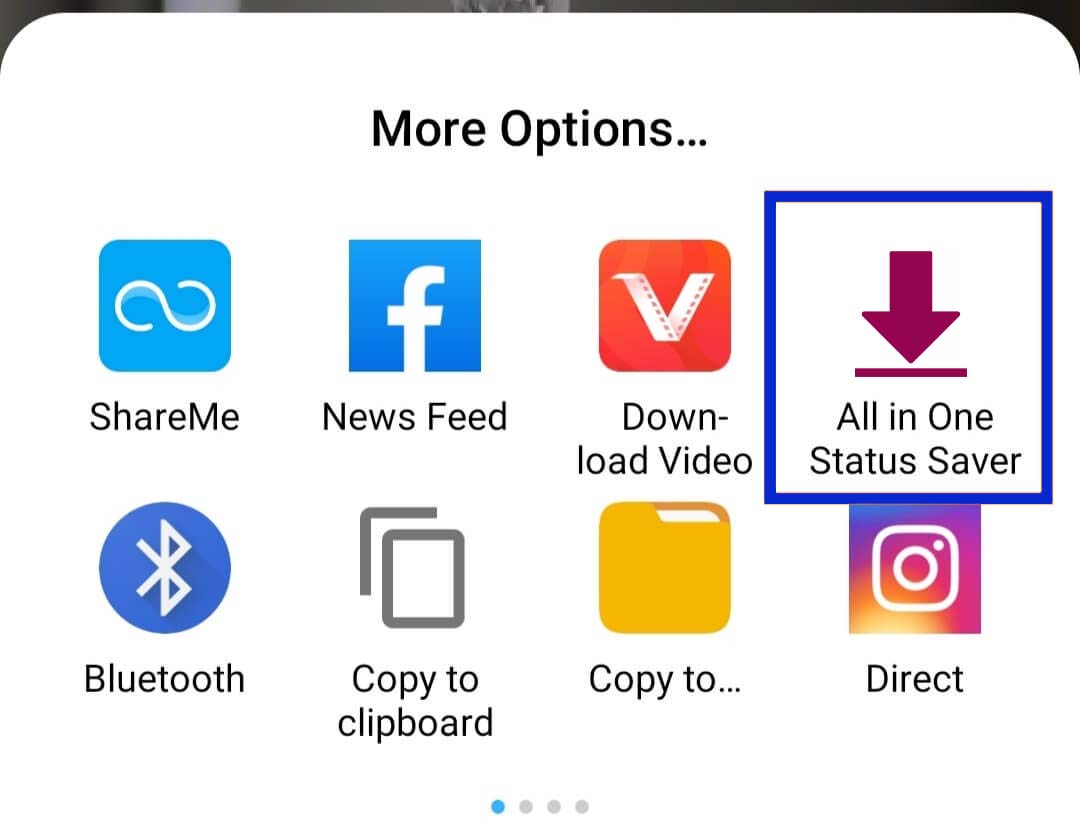 More Options...
ShareMe
News Feed
Down-
load Video
All in One
Status Saver
Bluetooth
Copy to
clipboard
Copy to...
Direct